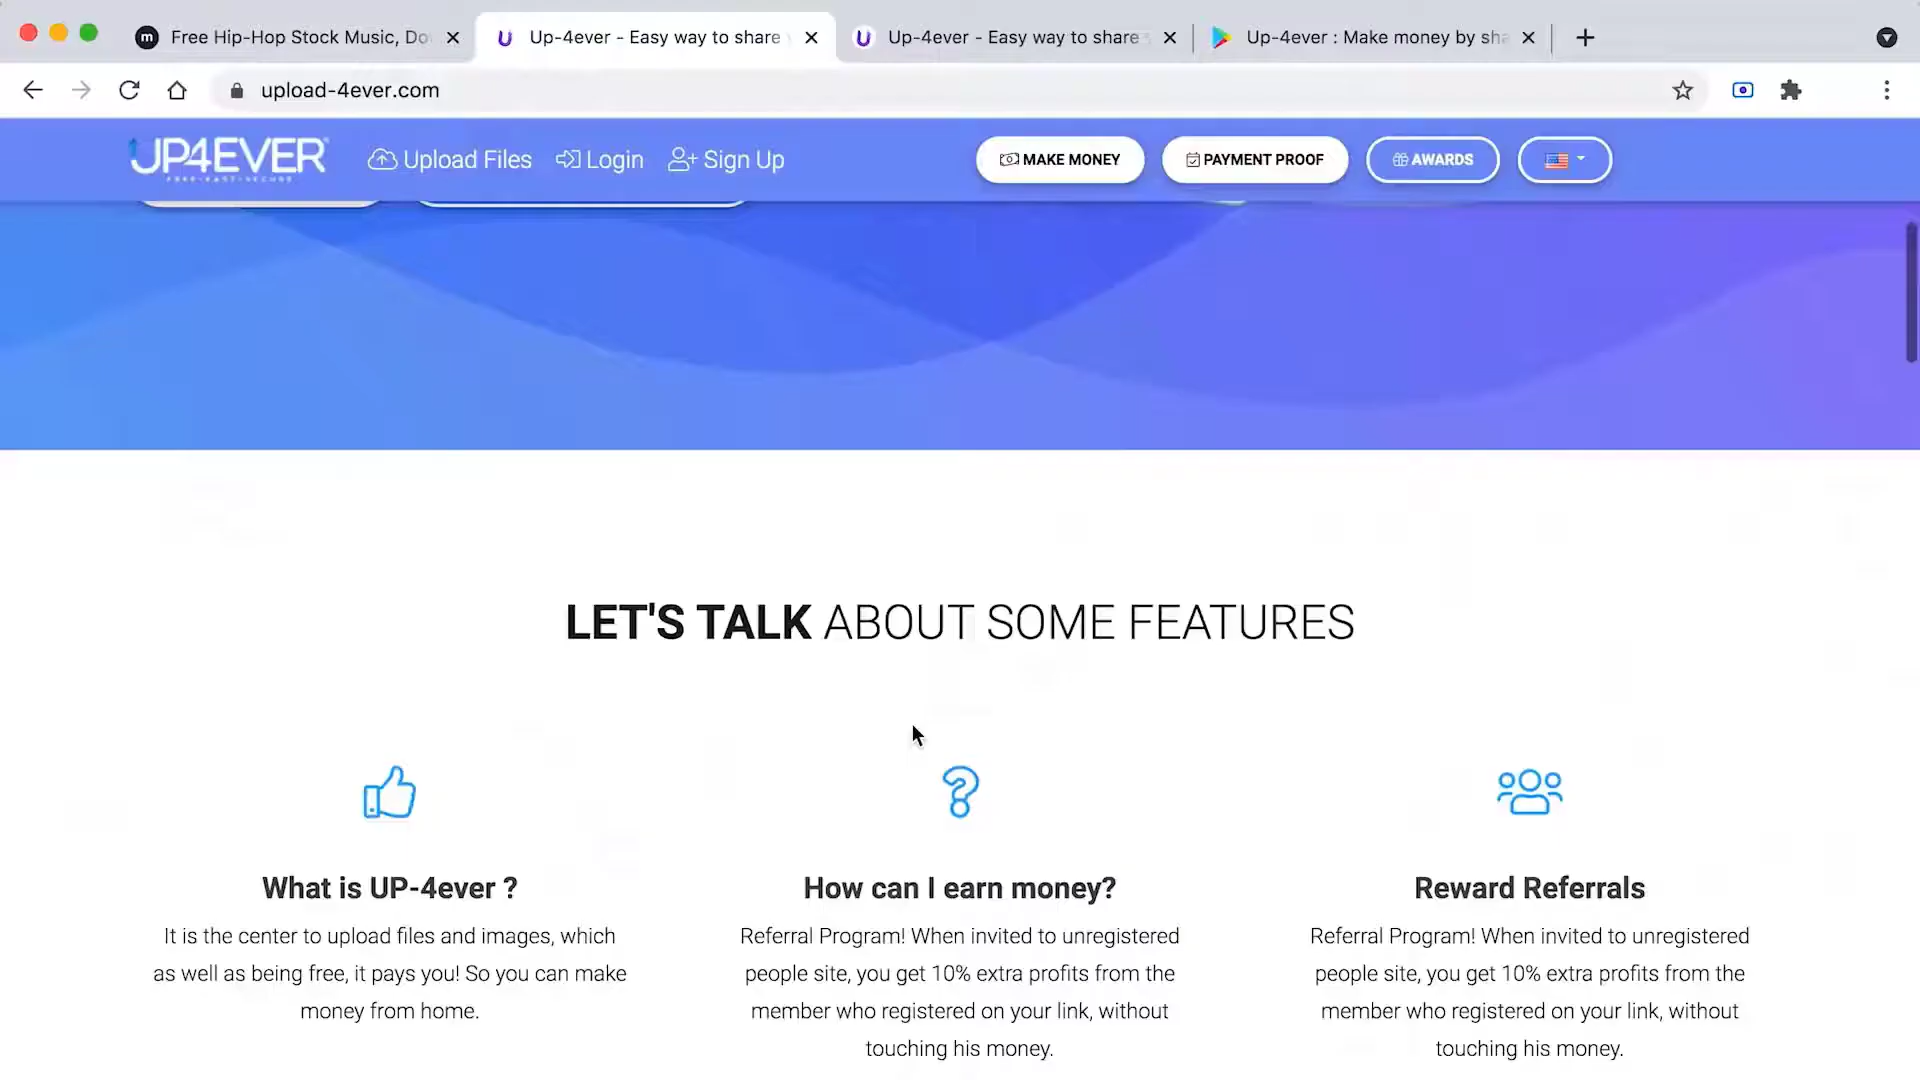 Free Hip-Hop Stock Music, Do
Up-4ever - Easy way to share
Up-4ever - Easy way to share
Up-4ever : Make money by sha
upload-4ever.com
UP4EVER
FREE-FAST-SECURE
Upload Files
Login
Sign Up
MAKE MONEY
PAYMENT PROOF
AWARDS
LET'S TALK ABOUT SOME FEATURES
What is UP-4ever ?
It is the center to upload files and images, which
as well as being free, it pays you! So you can make
money from home.
How can I earn money?
Referral Program! When invited to unregistered
people site, you get 10% extra profits from the
member who registered on your link, without
touching his money.
Reward Referrals
Referral Program! When invited to unregistered
people site, you get 10% extra profits from the
member who registered on your link, without
touching his money.